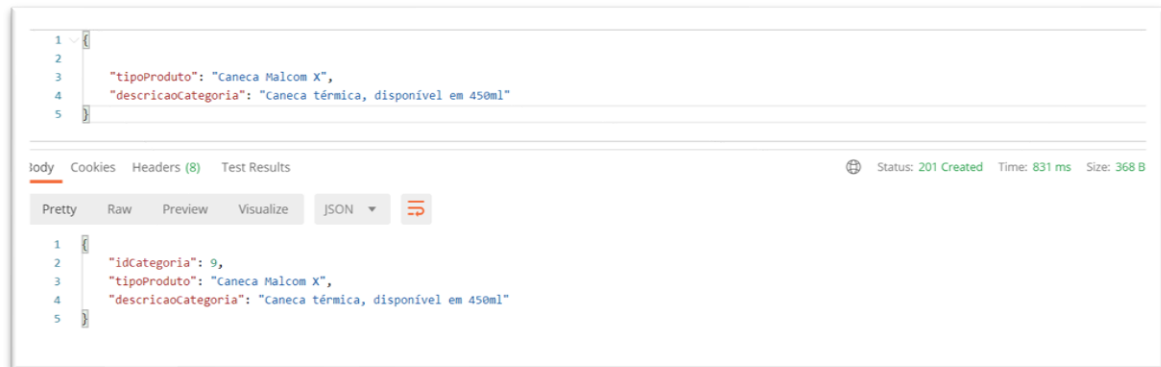 1 {
2
3 "tipoProduto": "Caneca Malcom X",
4 "descricaoCategoria": "Caneca térmica, disponível em 450ml"
5 }
Body Cookies Headers (8) Test Results Status: 201 Created Time: 831 ms Size: 368 B
Pretty Raw Preview Visualize JSON
1 {
2 "idCategoria": 9,
3 "tipoProduto": "Caneca Malcom X",
4 "descricaoCategoria": "Caneca térmica, disponível em 450ml"
5 }